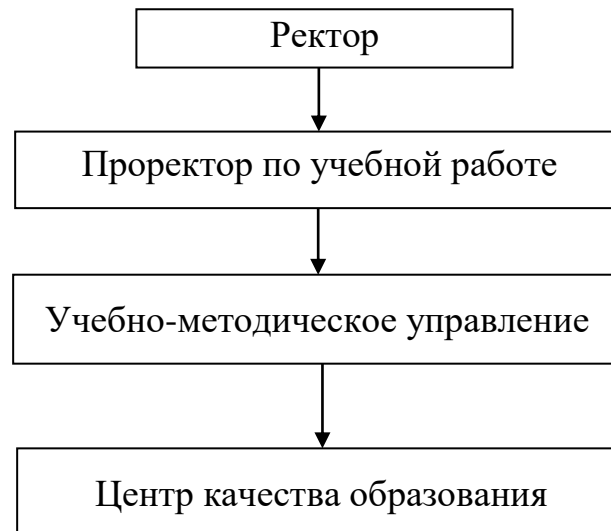 Ректор
Проректор по учебной работе
Учебно-методическое управление
Центр качества образования